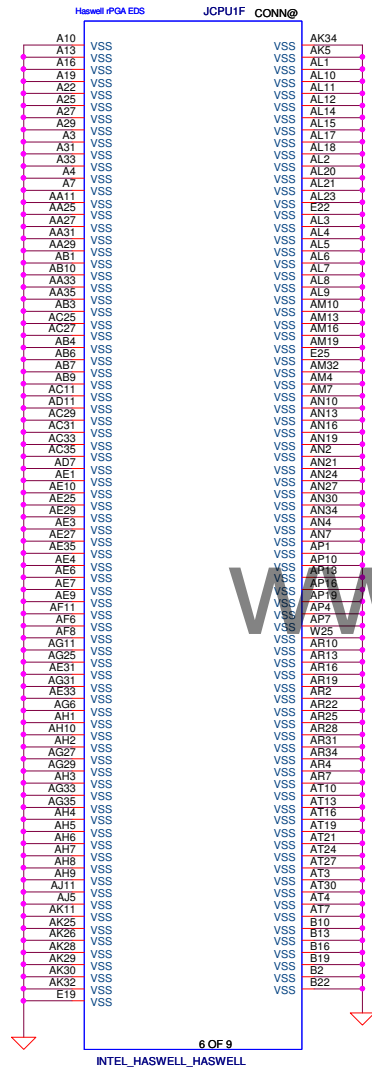 Haswell rPGA EDS JCPU1F CONN@
A10 VSS VSS AK34
A13 VSS VSS AK5
A16 VSS VSS AL1
A19 VSS VSS AL10
A22 VSS VSS AL11
A25 VSS VSS AL12
A27 VSS VSS AL14
A29 VSS VSS AL15
A3 VSS VSS AL17
A31 VSS VSS AL18
A33 VSS VSS AL2
A4 VSS VSS AL20
A7 VSS VSS AL21
AA11 VSS VSS AL23
AA25 VSS VSS E22
AA27 VSS VSS AL3
AA31 VSS VSS AL4
AA29 VSS VSS AL5
AB1 VSS VSS AL6
AB10 VSS VSS AL7
AA33 VSS VSS AL8
AA35 VSS VSS AL9
AB3 VSS VSS AM10
AC25 VSS VSS AM13
AC27 VSS VSS AM16
AB4 VSS VSS AM19
AB6 VSS VSS E25
AB7 VSS VSS AM32
AB9 VSS VSS AM4
AC11 VSS VSS AM7
AD11 VSS VSS AN10
AC29 VSS VSS AN13
AC31 VSS VSS AN16
AC33 VSS VSS AN19
AC35 VSS VSS AN2
AD7 VSS VSS AN21
AE1 VSS VSS AN24
AE10 VSS VSS AN27
AE25 VSS VSS AN30
AE29 VSS VSS AN34
AE3 VSS VSS AN4
AE27 VSS VSS AN7
AE35 VSS VSS AP1
AE4 VSS VSS AP10
AE6 VSS VSS AP13
AE7 VSS VSS AP16
AE9 VSS VSS AP19
AF11 VSS VSS AP4
AF6 VSS VSS AP7
AF8 VSS VSS W25
AG11 VSS VSS AR10
AG25 VSS VSS AR13
AE31 VSS VSS AR16
AG31 VSS VSS AR19
AE33 VSS VSS AR2
AG6 VSS VSS AR22
AH1 VSS VSS AR25
AH10 VSS VSS AR28
AH2 VSS VSS AR31
AG27 VSS VSS AR34
AG29 VSS VSS AR4
AH3 VSS VSS AR7
AG33 VSS VSS AT10
AG35 VSS VSS AT13
AH4 VSS VSS AT16
AH5 VSS VSS AT19
AH6 VSS VSS AT21
AH7 VSS VSS AT24
AH8 VSS VSS AT27
AH9 VSS VSS AT3
AJ11 VSS VSS AT30
AJ5 VSS VSS AT4
AK11 VSS VSS AT7
AK25 VSS VSS B10
AK26 VSS VSS B13
AK28 VSS VSS B16
AK29 VSS VSS B19
AK30 VSS VSS B2
AK32 VSS VSS B22
E19 VSS
6 OF 9
INTEL_HASWELL_HASWELL